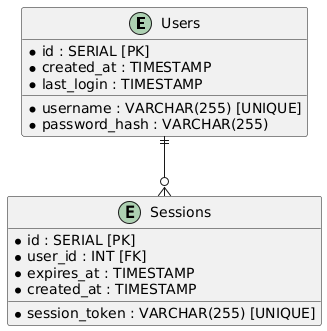 E Users
* id : SERIAL [PK]
* created_at : TIMESTAMP
* last_login : TIMESTAMP
* username : VARCHAR(255) [UNIQUE]
* password_hash : VARCHAR(255)
E Sessions
* id : SERIAL [PK]
* user_id : INT [FK]
* expires_at : TIMESTAMP
* created_at : TIMESTAMP
* session_token : VARCHAR(255) [UNIQUE]